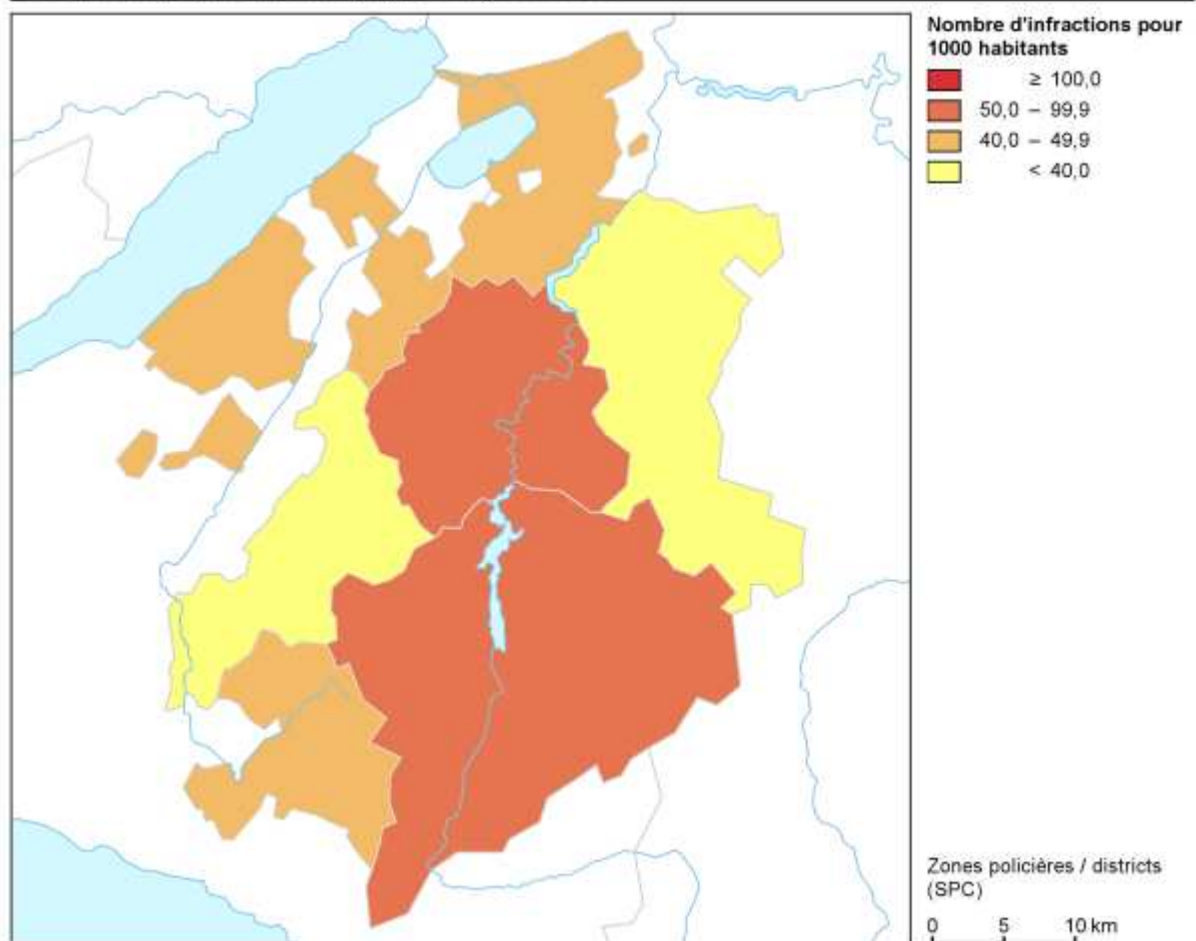 Nombre d'infractions pour
1000 habitants
≥ 100,0
50,0 – 99,9
40,0 – 49,9
< 40,0
Zones policières / districts
(SPC)
0 5 10 km